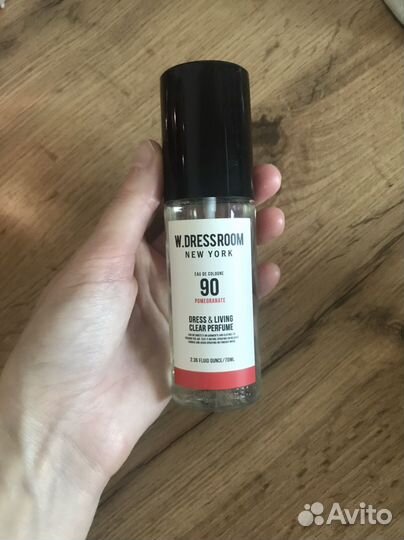 W.DRESSROOM
NEW YORK
EAU DE COLOGNE
90
POMEGRANATE
DRESS & LIVING
CLEAR PERFUME
2.36 FLUID OUNCE/70ML
Avito